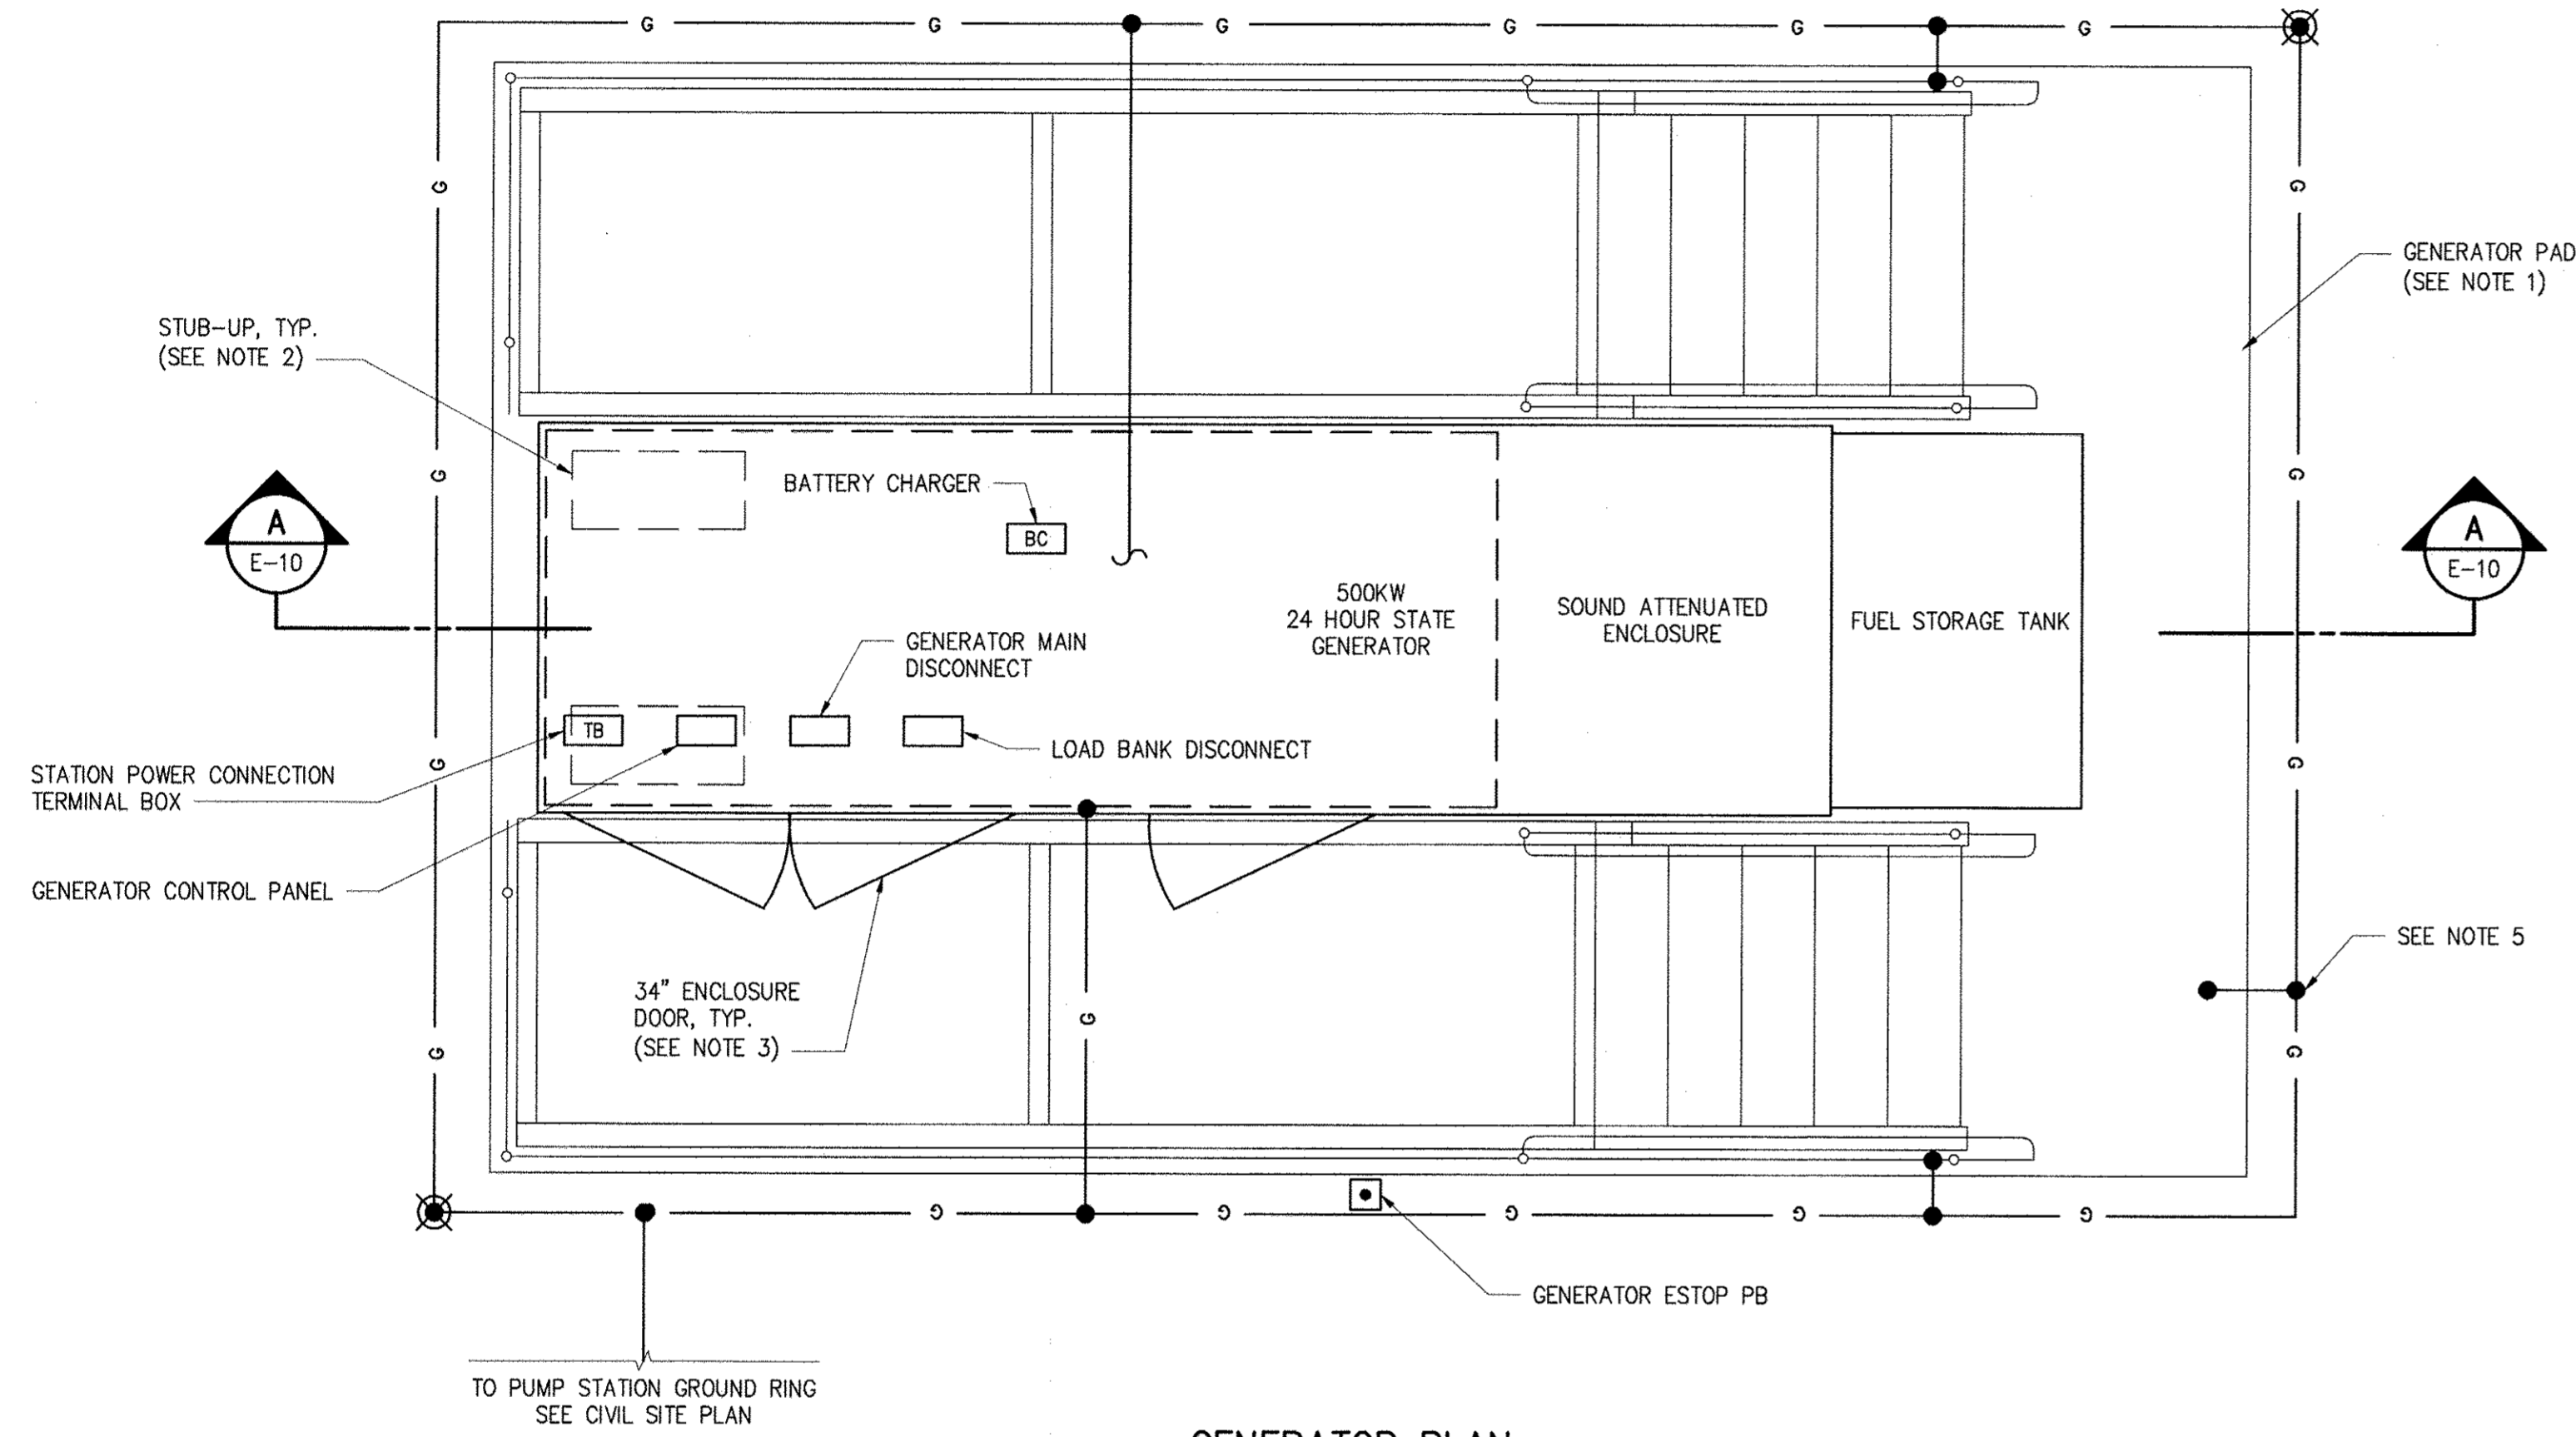 G G G G G G
G
G
GENERATOR PAD
(SEE NOTE 1)
STUB-UP, TYP.
(SEE NOTE 2)
G
G
BATTERY CHARGER
BC
A
E-10
A
E-10
500KW
24 HOUR STATE
GENERATOR
SOUND ATTENUATED
ENCLOSURE
FUEL STORAGE TANK
GENERATOR MAIN
DISCONNECT
TB
LOAD BANK DISCONNECT
G
G
STATION POWER CONNECTION
TERMINAL BOX
GENERATOR CONTROL PANEL
SEE NOTE 5
34" ENCLOSURE
DOOR, TYP.
(SEE NOTE 3)
G
G
G
G G G G G
GENERATOR ESTOP PB
TO PUMP STATION GROUND RING
SEE CIVIL SITE PLAN
GENERATOR PLAN